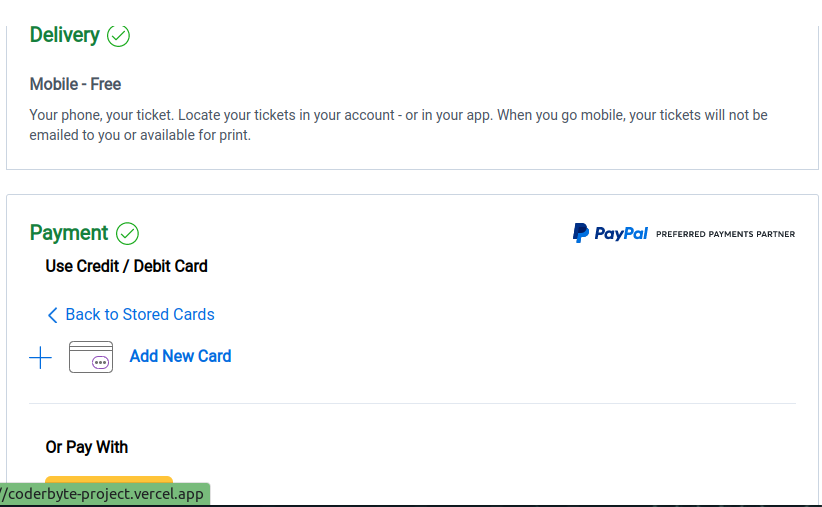 Delivery
Mobile - Free
Your phone, your ticket. Locate your tickets in your account - or in your app. When you go mobile, your tickets will not be
emailed to you or available for print.
Payment
PayPal PREFERRED PAYMENTS PARTNER
Use Credit / Debit Card
Back to Stored Cards
Add New Card
Or Pay With
//coderbyte-project.vercel.app